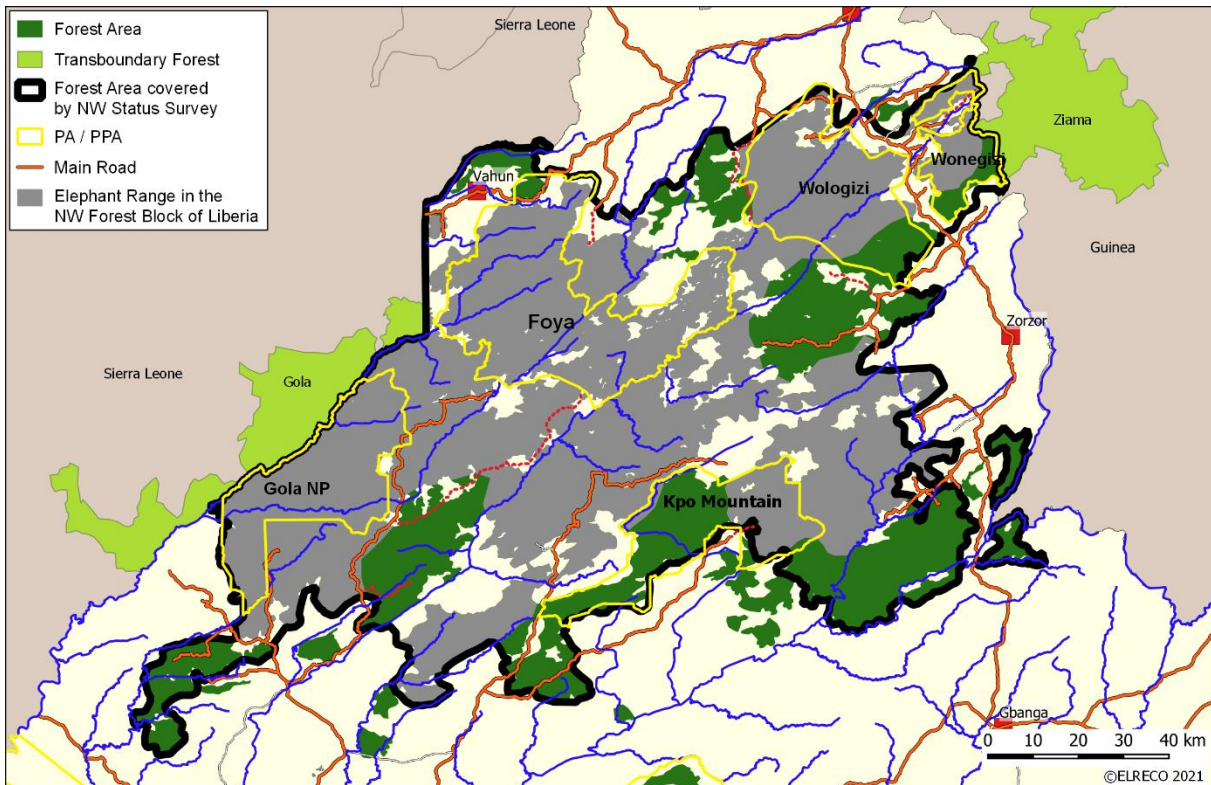 Forest Area
Transboundary Forest
Forest Area covered
by NW Status Survey
PA / PPA
Main Road
Elephant Range in the
NW Forest Block of Liberia
Sierra Leone
Ziama
Vahun
Wonegizi
Wologizi
Guinea
Foya
Zorzor
Sierra Leone
Gola
Gola NP
Kpo Mountain
Gbanga
0 10 20 30 40 km
©ELRECO 2021